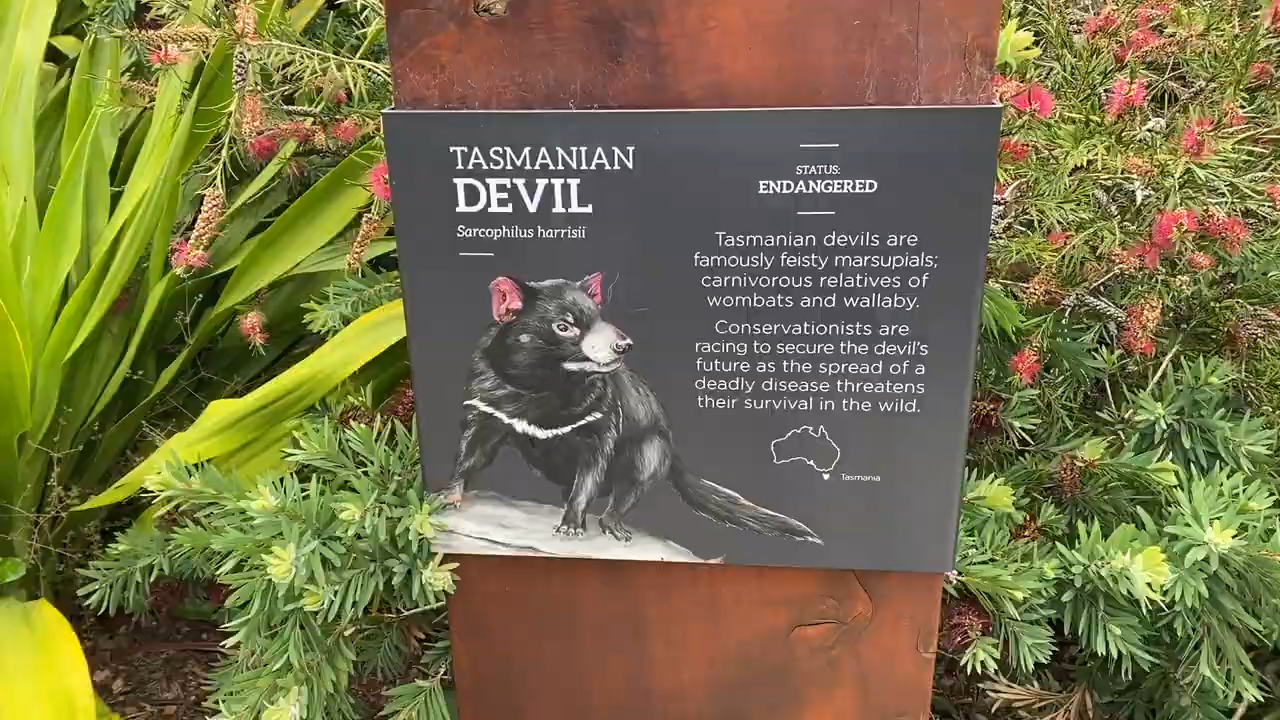 TASMANIAN
DEVIL
Sarcophilus harrisii
STATUS:
ENDANGERED
Tasmanian devils are
famously feisty marsupials;
carnivorous relatives of
wombats and wallaby.
Conservationists are
racing to secure the devil's
future as the spread of a
deadly disease threatens
their survival in the wild.
Tasmania